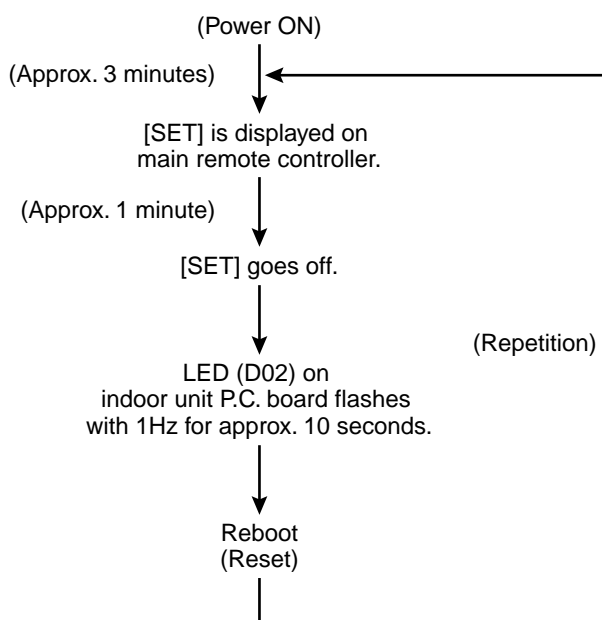 (Power ON)
(Approx. 3 minutes)
[SET] is displayed on
main remote controller.
(Approx. 1 minute)
[SET] goes off.
(Repetition)
LED (D02) on
indoor unit P.C. board flashes
with 1Hz for approx. 10 seconds.
Reboot
(Reset)